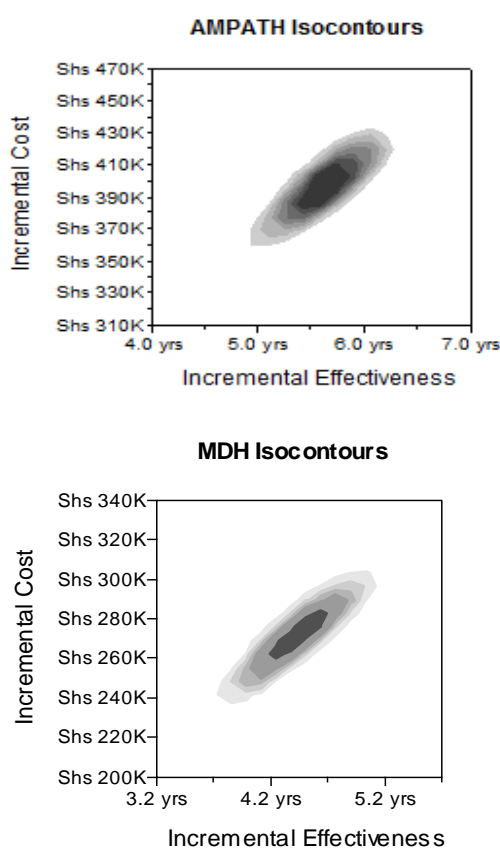 AMPATH Isocontours
Shs 470K
Shs 450K
Shs 430K
Shs 410K
Shs 390K
Shs 370K
Shs 350K
Shs 330K
Shs 310K
Incremental Cost
4.0 yrs 5.0 yrs 6.0 yrs 7.0 yrs
Incremental Effectiveness
MDH Isocontours
Shs 340K
Shs 320K
Shs 300K
Shs 280K
Shs 260K
Shs 240K
Shs 220K
Shs 200K
Incremental Cost
3.2 yrs 4.2 yrs 5.2 yrs
Incremental Effectiveness